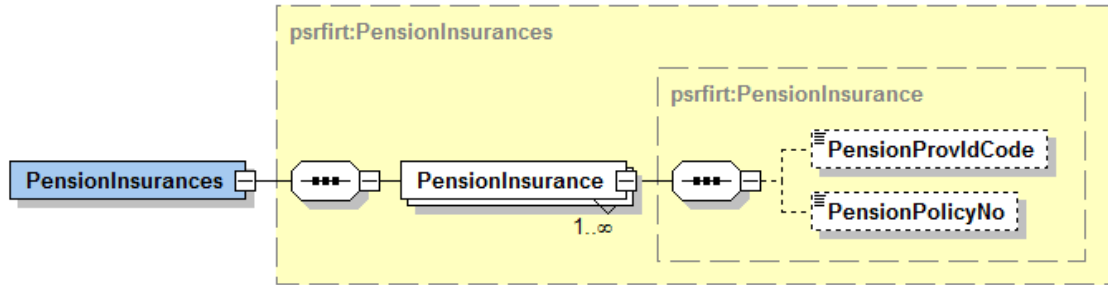 psrfirt:PensionInsurances
psrfirt:PensionInsurance
PensionProvIdCode
PensionInsurances
PensionInsurance
PensionPolicyNo
1..∞